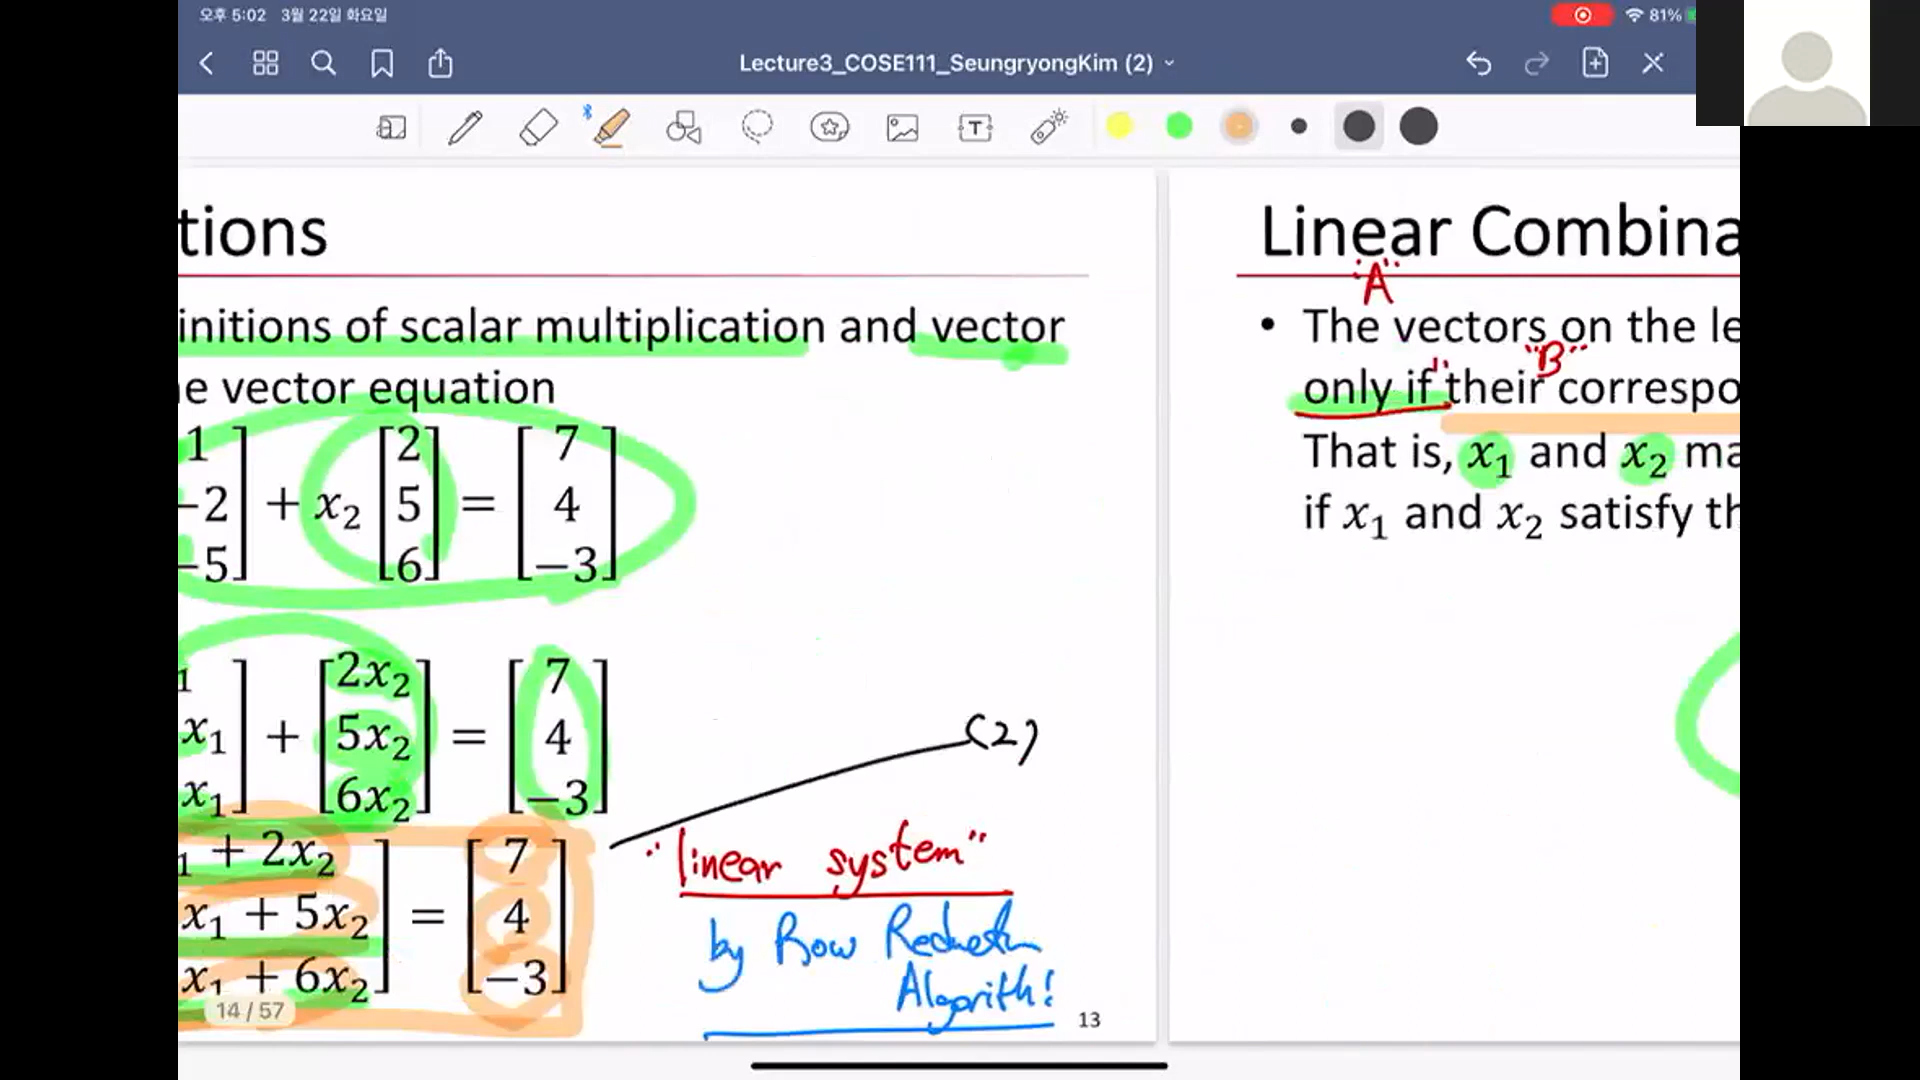 오후 5:02 3월 22일 화요일
81%
Lecture3_COSE111_SeungryongKim (2)
tions
initions of scalar multiplication and vector
e vector equation
1
-2
-5
+ x₂
2
5
6
=
7
4
-3
1
x₁
x₁
+
2x₂
5x₂
6x₂
=
7
4
-3
(2)
1 + 2x₂
x₁ + 5x₂
x₁ + 6x₂
=
7
4
-3
"linear system"
by Row Reduction
Algorith!
14 / 57
13
Linear Combina
"A"
The vectors on the le
"B"
only if" their correspo
That is, x₁ and x₂ ma
if x₁ and x₂ satisfy th